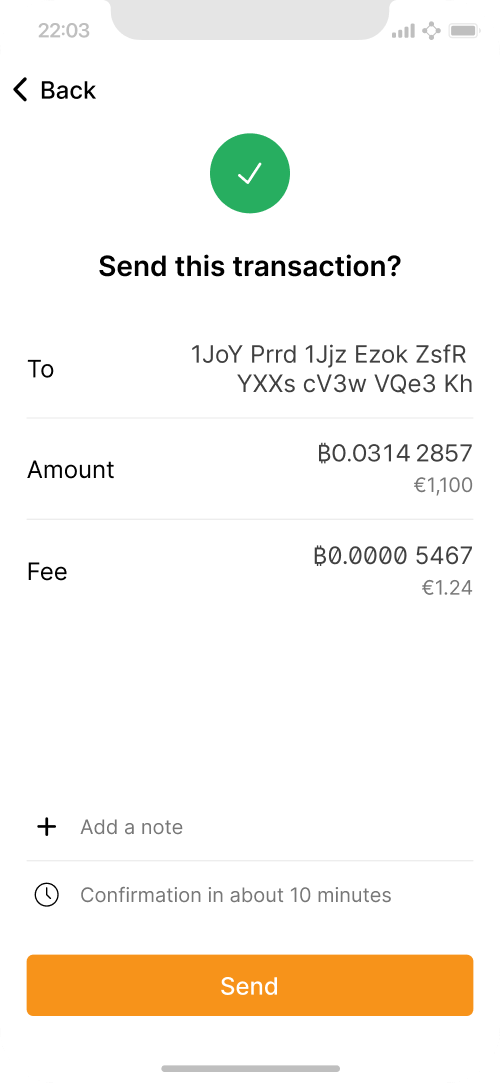 22:03
Back
Send this transaction?
To
1JoY Prrd 1Jjz Ezok ZsfR
YXXs cV3w VQe3 Kh
Amount
₿0.0314 2857
€1,100
Fee
₿0.0000 5467
€1.24
Add a note
Confirmation in about 10 minutes
Send